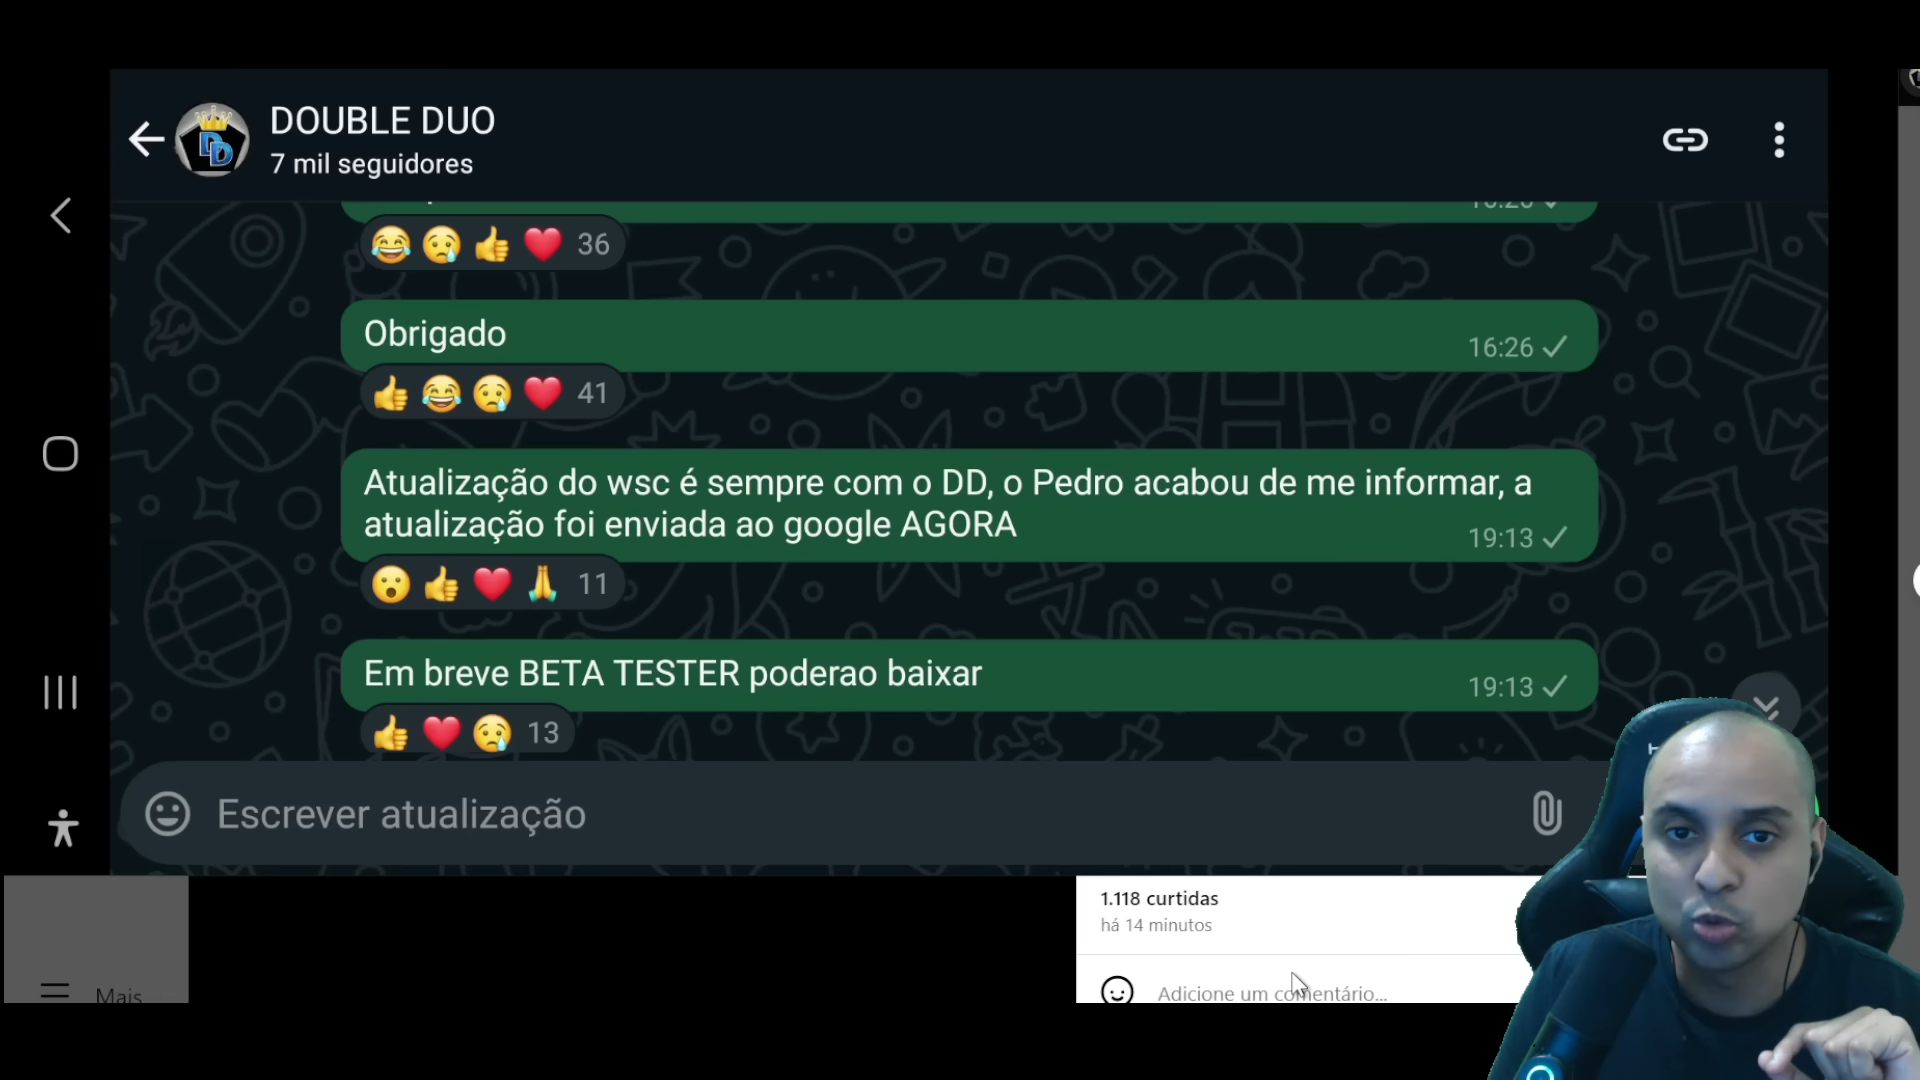 DOUBLE DUO
7 mil seguidores
36
Obrigado
16:26
41
Atualização do wsc é sempre com o DD, o Pedro acabou de me informar, a
atualização foi enviada ao google AGORA
19:13
11
Em breve BETA TESTER poderao baixar
19:13
13
Escrever atualização
1.118 curtidas
há 14 minutos
Mais
Adicione um comentário...